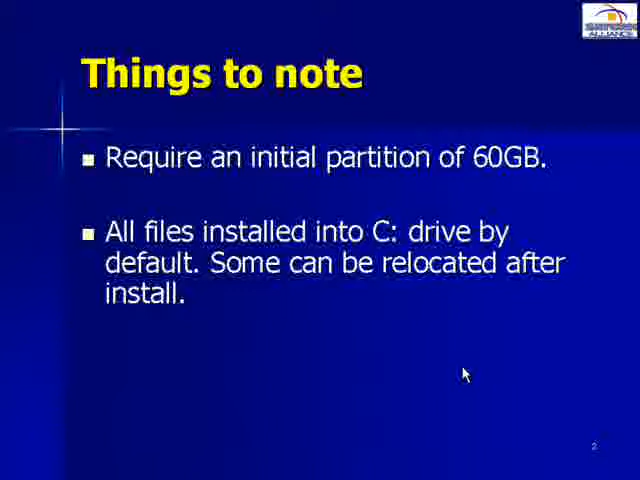 Things to note
Require an initial partition of 60GB.
All files installed into C: drive by
default. Some can be relocated after
install.
ALLIANCE
2